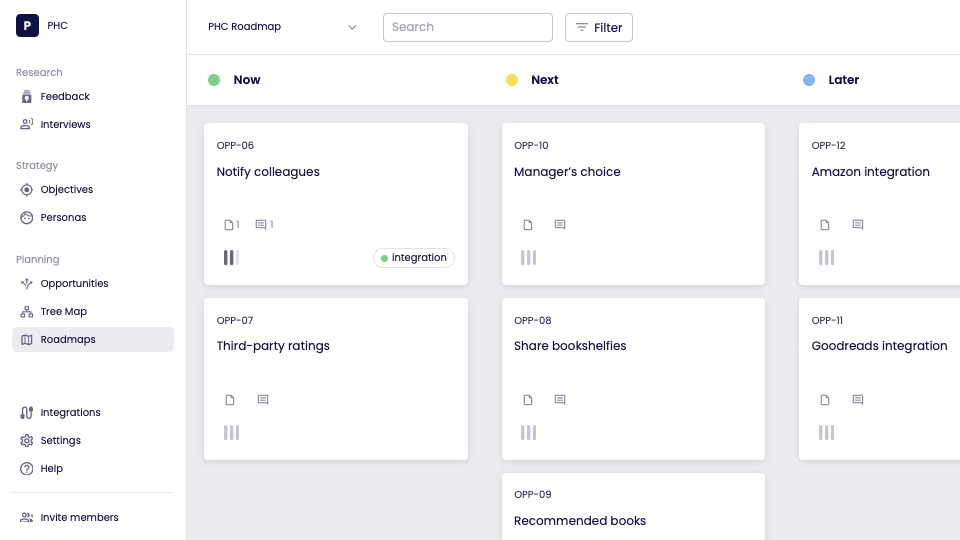 P PHC
Research
Feedback
Interviews
Strategy
Objectives
Personas
Planning
Opportunities
Tree Map
Roadmaps
Integrations
Settings
Help
Invite members
PHC Roadmap
Search
Filter
Now
OPP-06
Notify colleagues
1 1
integration
OPP-07
Third-party ratings
Next
OPP-10
Manager's choice
OPP-08
Share bookshelfies
OPP-09
Recommended books
Later
OPP-12
Amazon integration
OPP-11
Goodreads integration